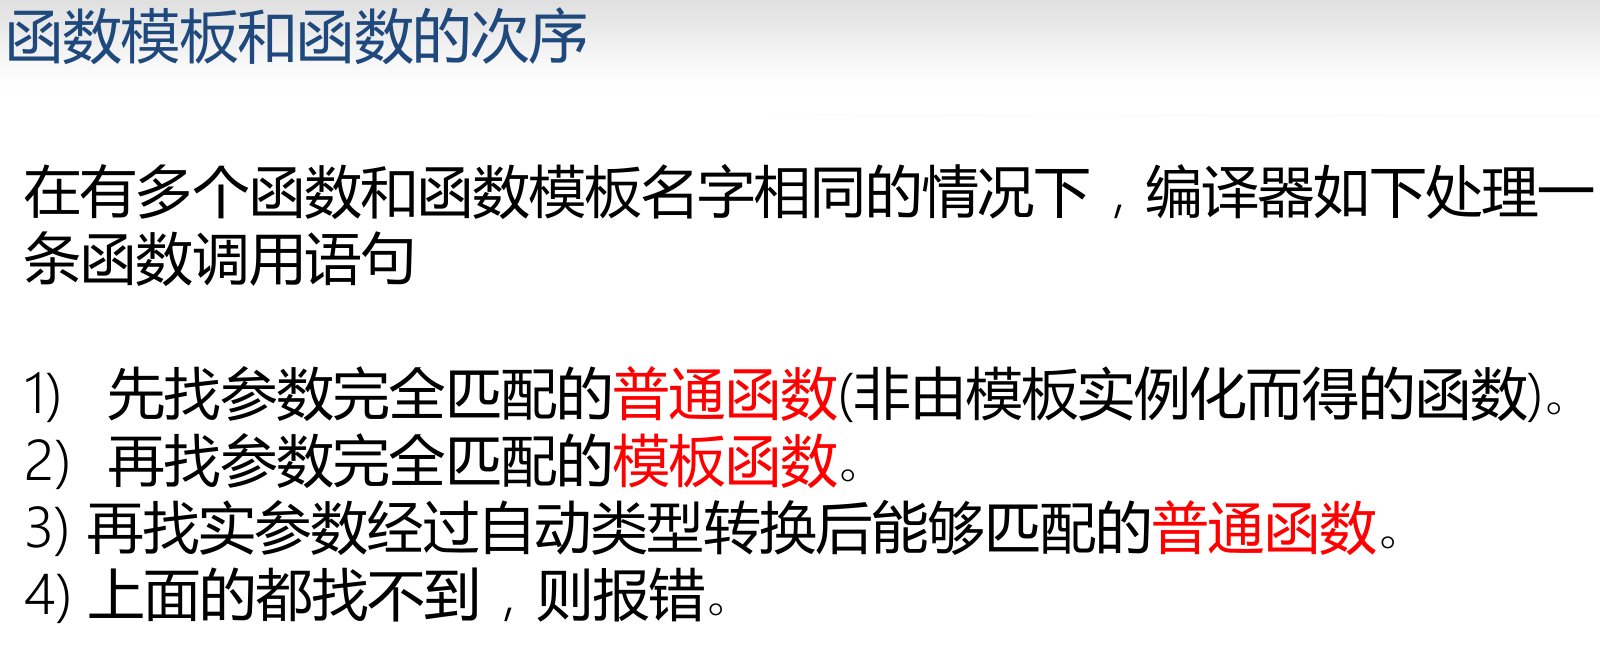 函数模板和函数的次序
在有多个函数和函数模板名字相同的情况下，编译器如下处理一
条函数调用语句
1) 先找参数完全匹配的普通函数(非由模板实例化而得的函数)。
2) 再找参数完全匹配的模板函数。
3) 再找实参数经过自动类型转换后能够匹配的普通函数。
4) 上面的都找不到，则报错。